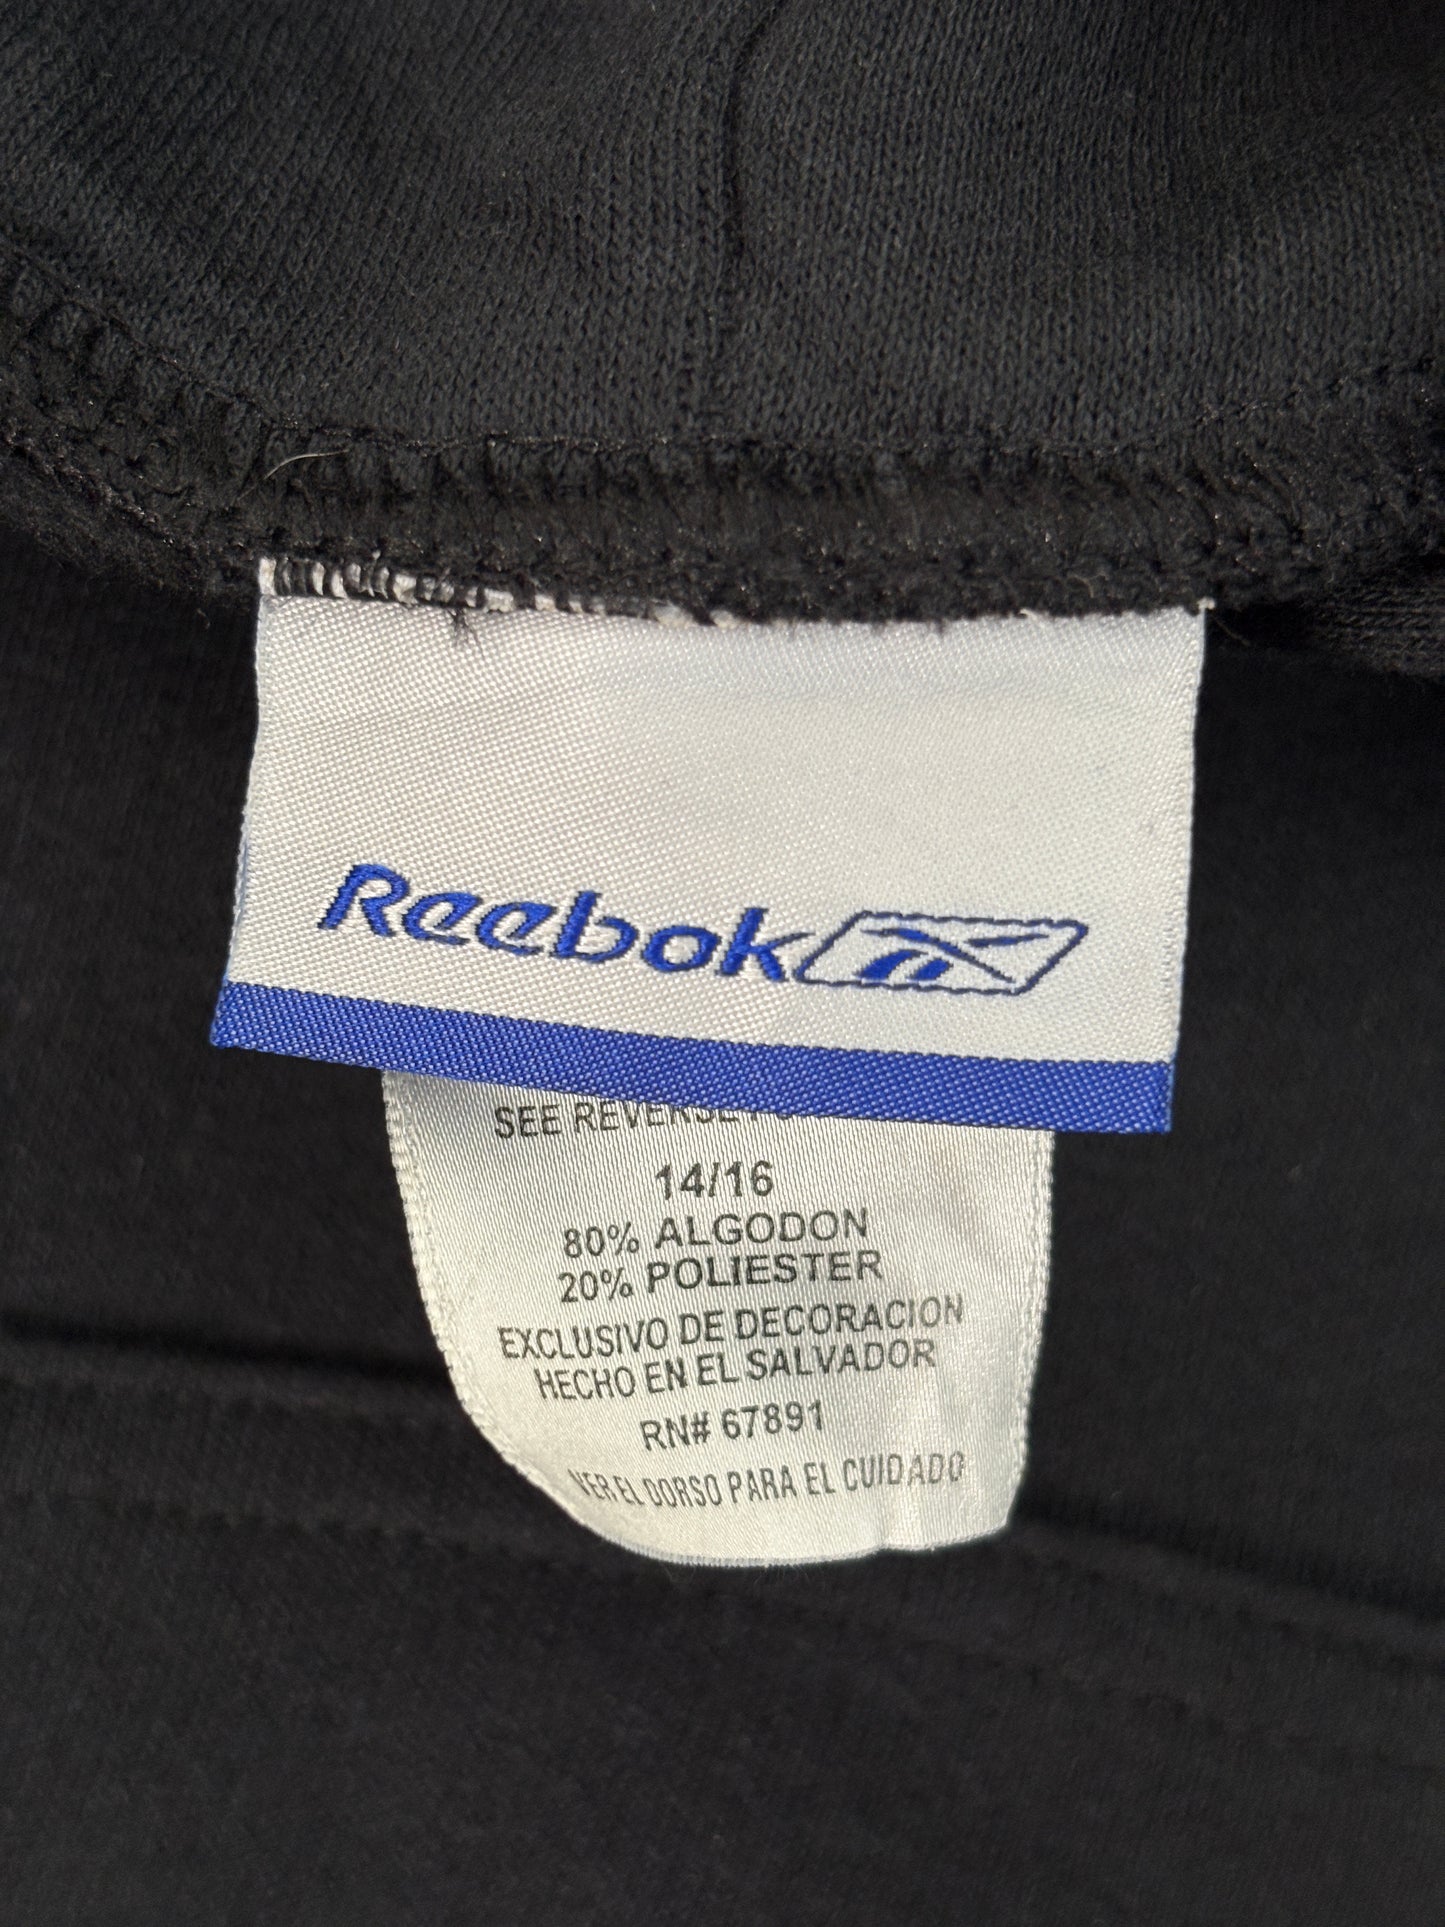 Reebok
SEE REVERSE
14/16
80% ALGODON
20% POLIESTER
EXCLUSIVO DE DECORACION
HECHO EN EL SALVADOR
RN# 67891
VER EL DORSO PARA EL CUIDADO